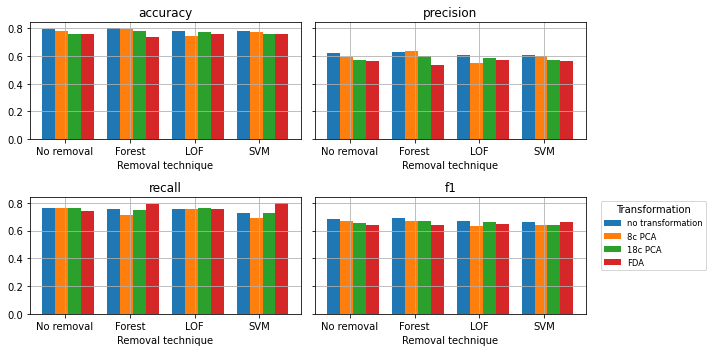 accuracy
precision
0.8
0.6
0.4
0.2
0.0
No removal Forest LOF SVM
Removal technique
No removal Forest LOF SVM
Removal technique
recall
f1
0.8
0.6
0.4
0.2
0.0
No removal Forest LOF SVM
Removal technique
No removal Forest LOF SVM
Removal technique
Transformation
no transformation
8c PCA
18c PCA
FDA